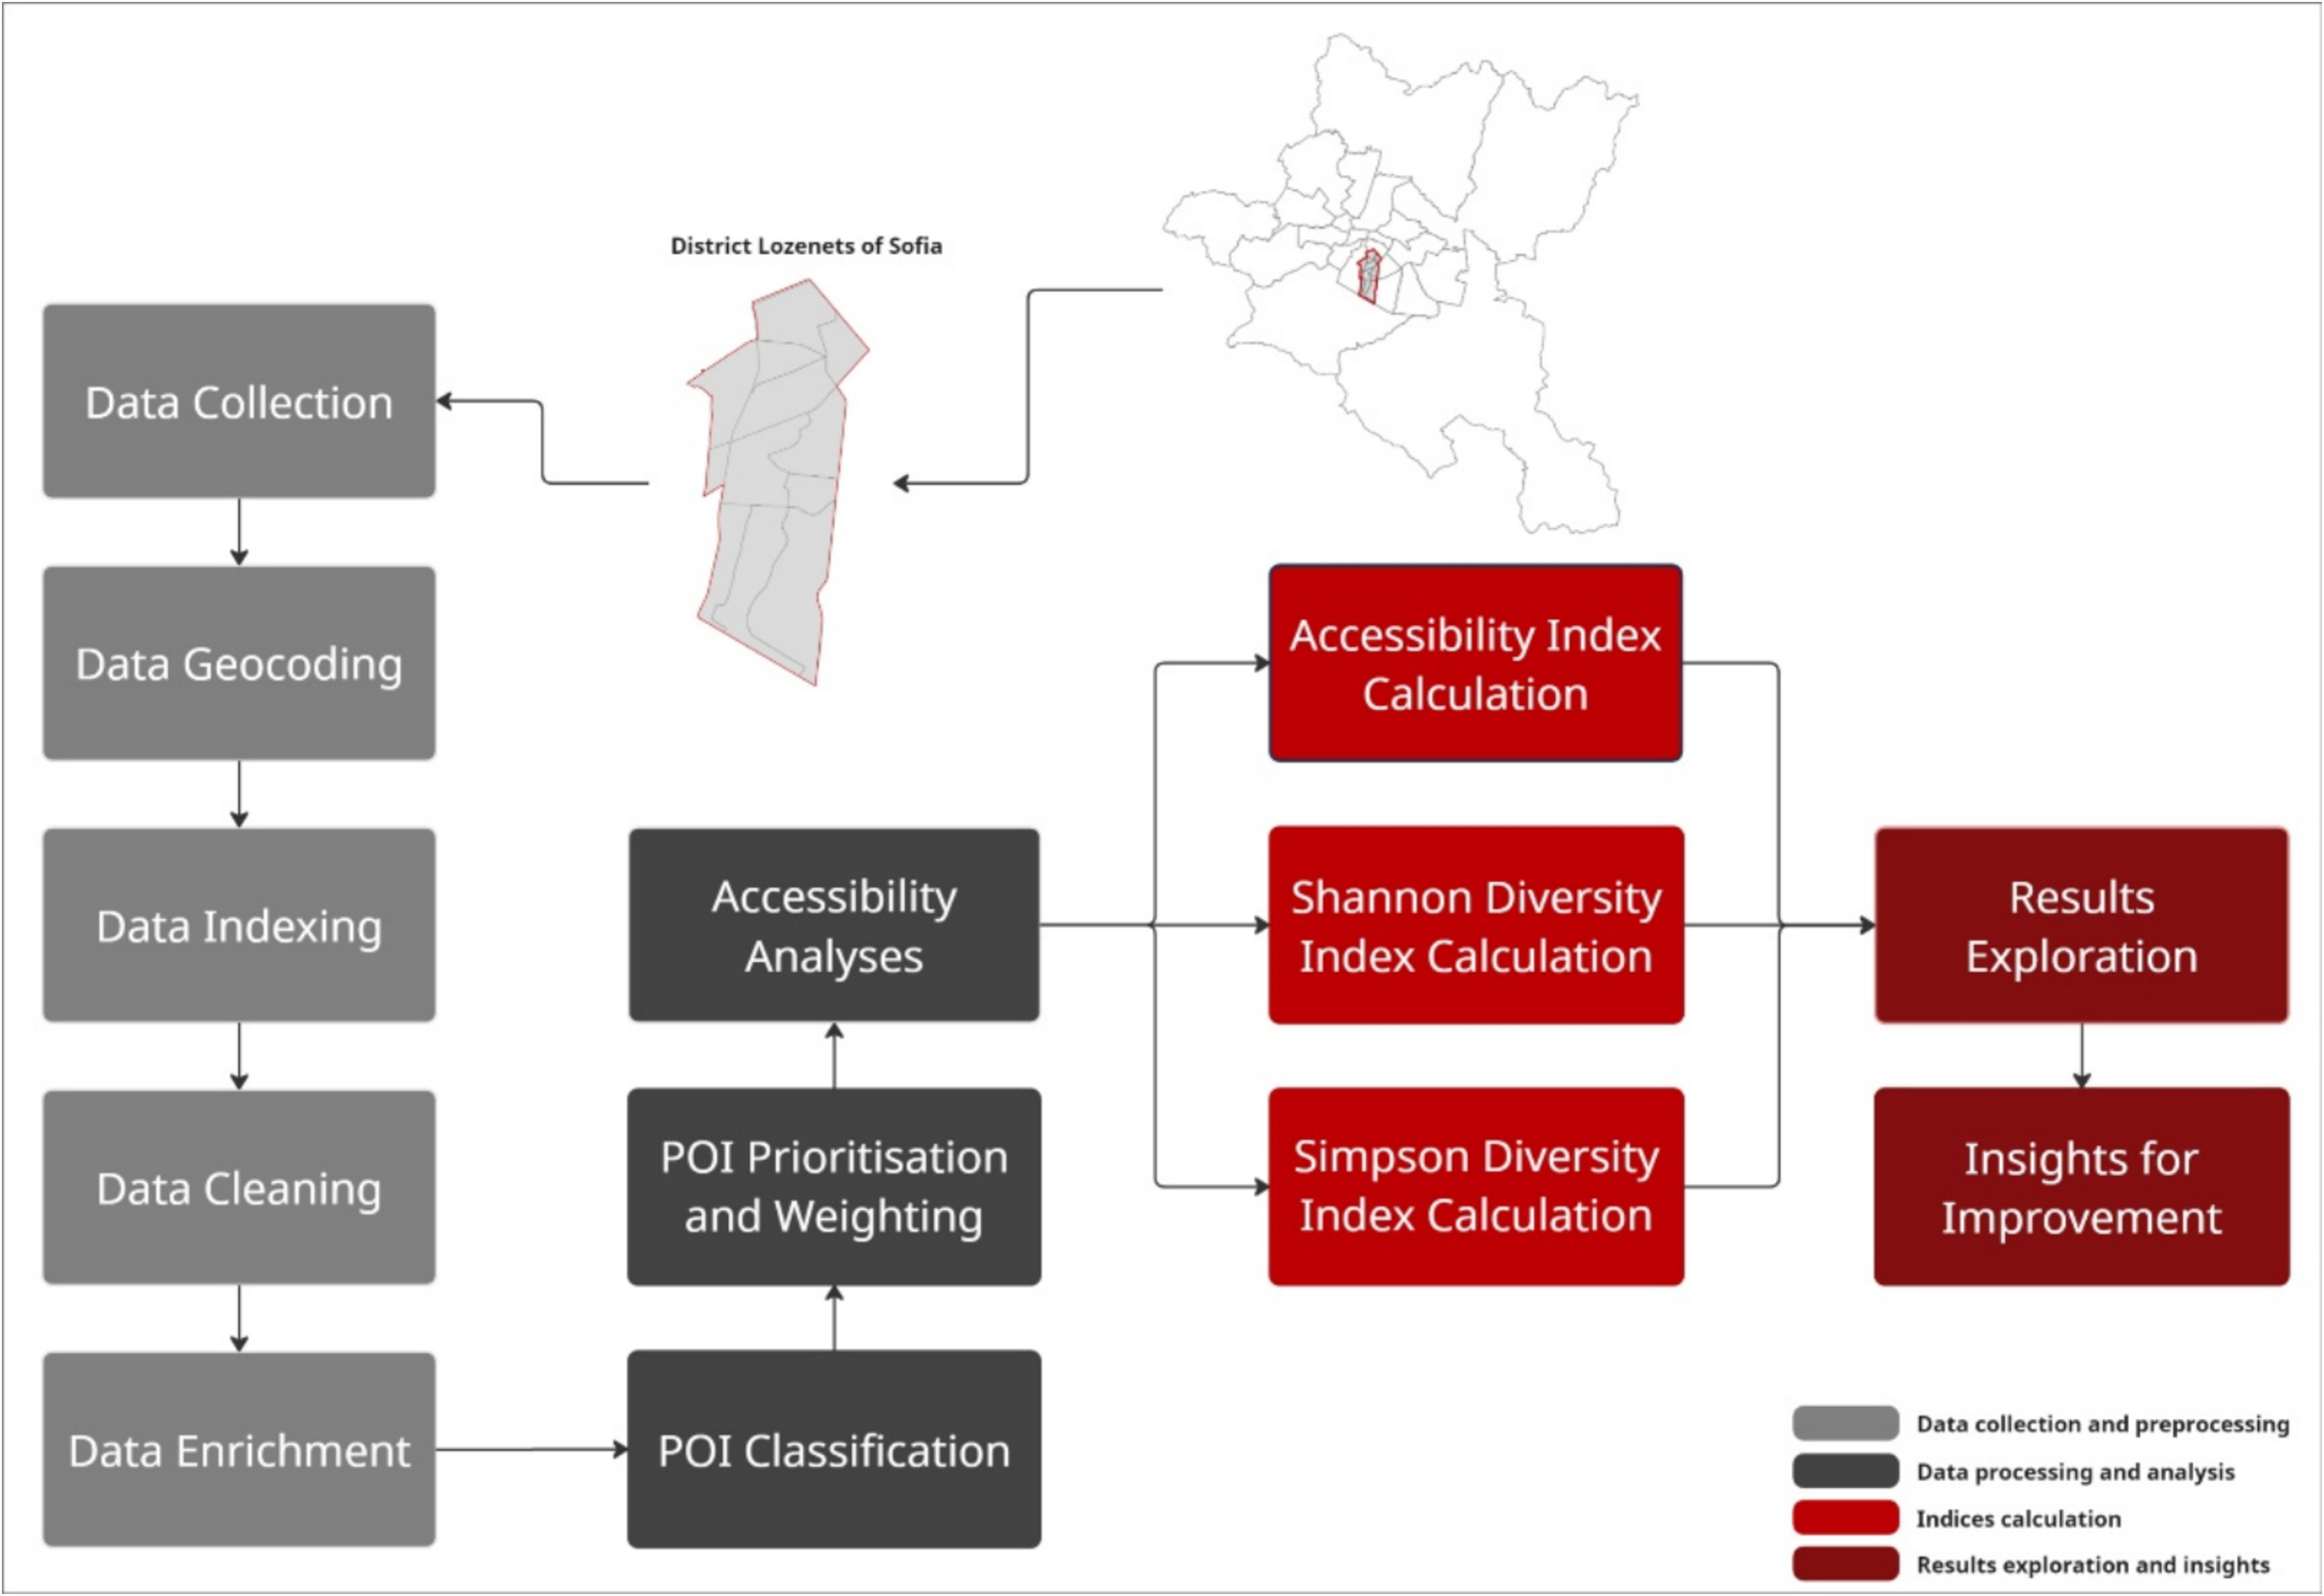 District Lozenets of Sofia
Data Collection
Data Geocoding
Data Indexing
Data Cleaning
Data Enrichment
POI Classification
POI Prioritisation
and Weighting
Accessibility
Analyses
Accessibility Index
Calculation
Shannon Diversity
Index Calculation
Simpson Diversity
Index Calculation
Results
Exploration
Insights for
Improvement
Data collection and preprocessing
Data processing and analysis
Indices calculation
Results exploration and insights